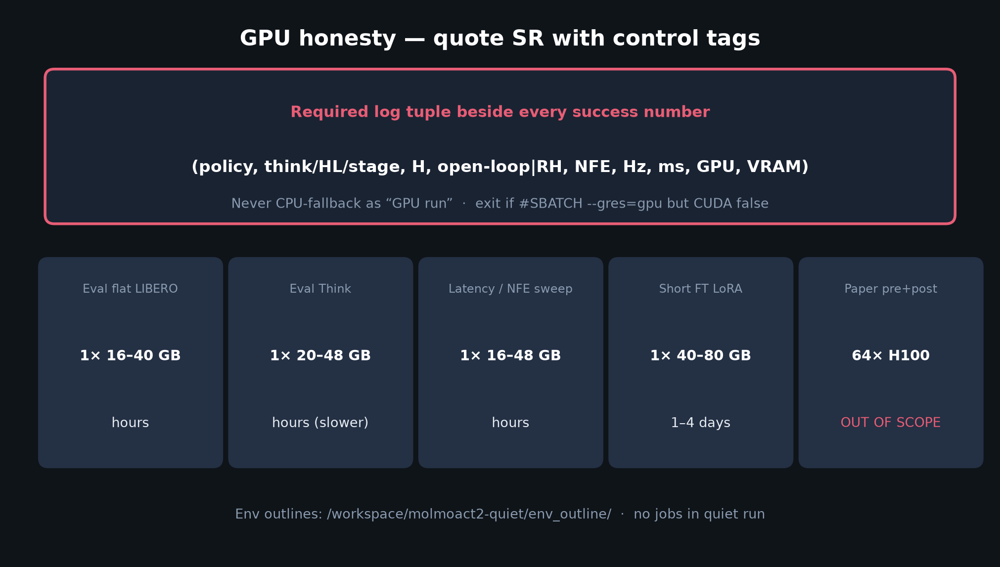 GPU honesty — quote SR with control tags
Required log tuple beside every success number
(policy, think/HL/stage, H, open-loop|RH, NFE, Hz, ms, GPU, VRAM)
Never CPU-fallback as “GPU run” · exit if #SBATCH --gres=gpu but CUDA false
Eval flat LIBERO
1× 16–40 GB
hours
Eval Think
1× 20–48 GB
hours (slower)
Latency / NFE sweep
1× 16–48 GB
hours
Short FT LoRA
1× 40–80 GB
1–4 days
Paper pre+post
64× H100
OUT OF SCOPE
Env outlines: /workspace/molmoact2-quiet/env_outline/ · no jobs in quiet run